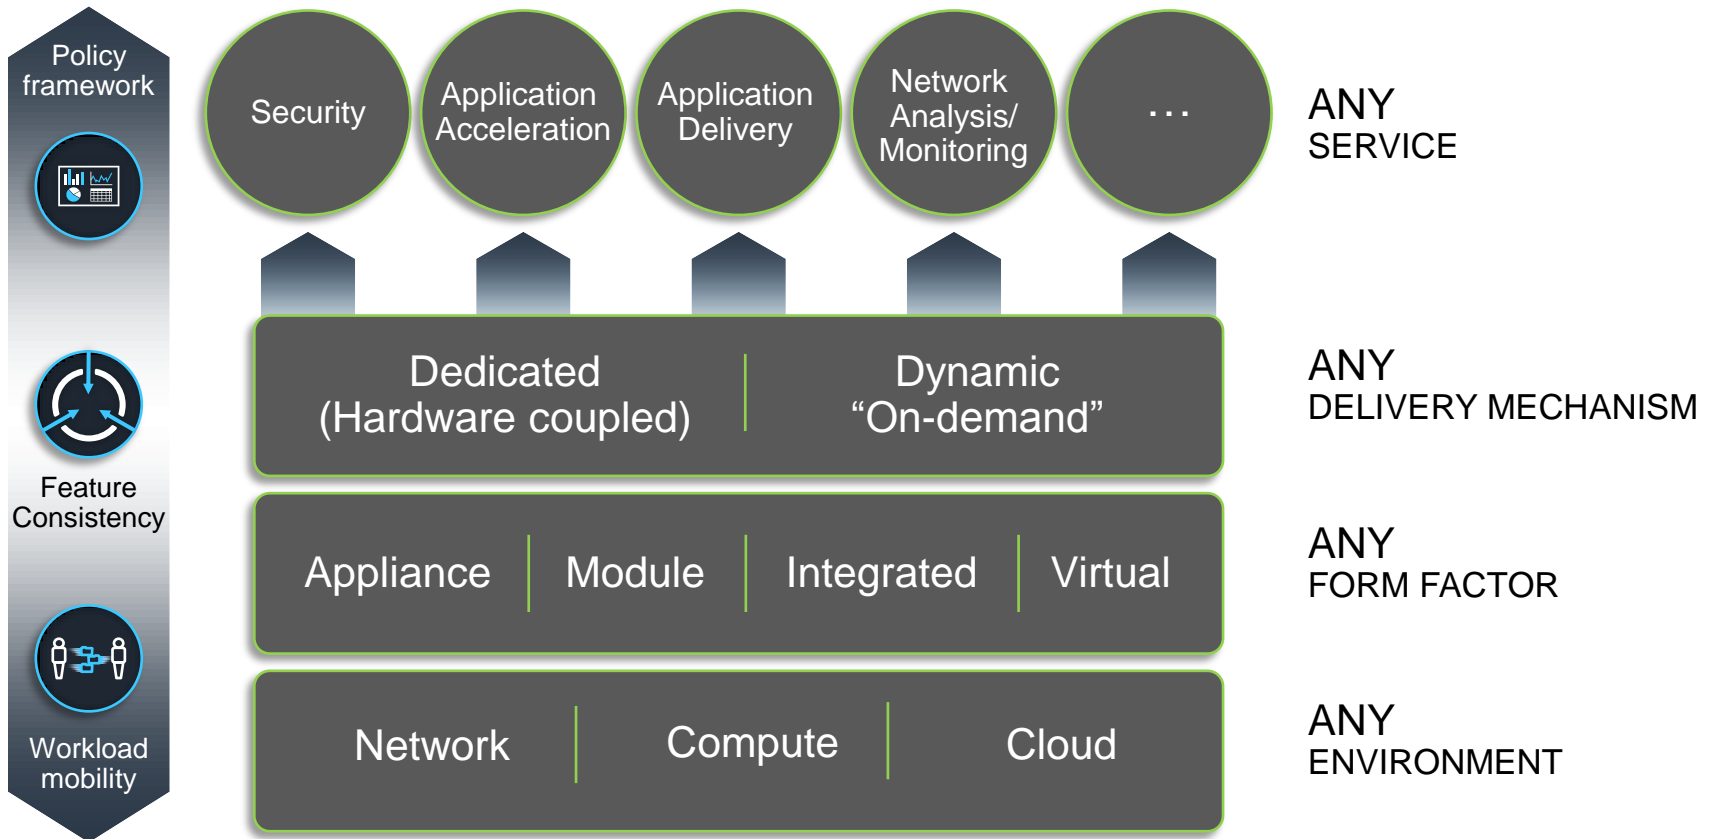 Policy
framework
Security
Application
Acceleration
Application
Delivery
Network
Analysis/
Monitoring
...
ANY
SERVICE
Dedicated
(Hardware coupled)
Dynamic
“On-demand”
ANY
DELIVERY MECHANISM
Feature
Consistency
Appliance
Module
Integrated
Virtual
ANY
FORM FACTOR
Workload
mobility
Network
Compute
Cloud
ANY
ENVIRONMENT